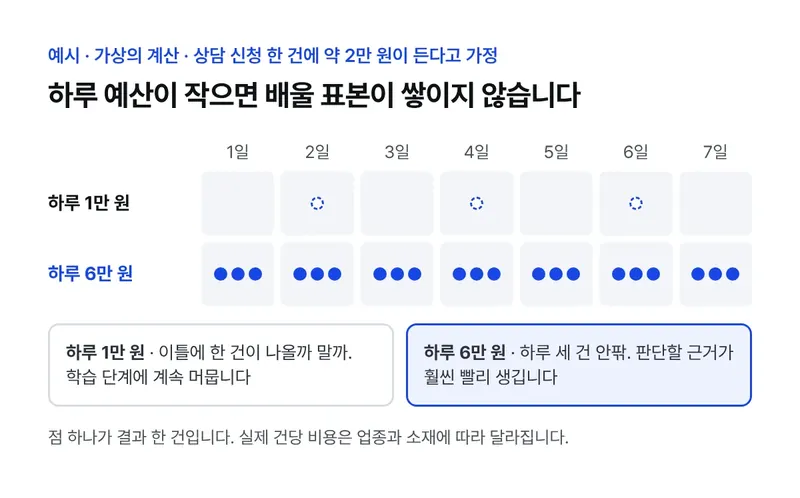 예시 · 가상의 계산 · 상담 신청 한 건에 약 2만 원이 든다고 가정
하루 예산이 작으면 배울 표본이 쌓이지 않습니다
1일 2일 3일 4일 5일 6일 7일
하루 1만 원
하루 6만 원
하루 1만 원 · 이틀에 한 건이 나올까 말까.
학습 단계에 계속 머뭅니다
하루 6만 원 · 하루 세 건 안팎. 판단할 근거가
훨씬 빨리 생깁니다
점 하나가 결과 한 건입니다. 실제 건당 비용은 업종과 소재에 따라 달라집니다.